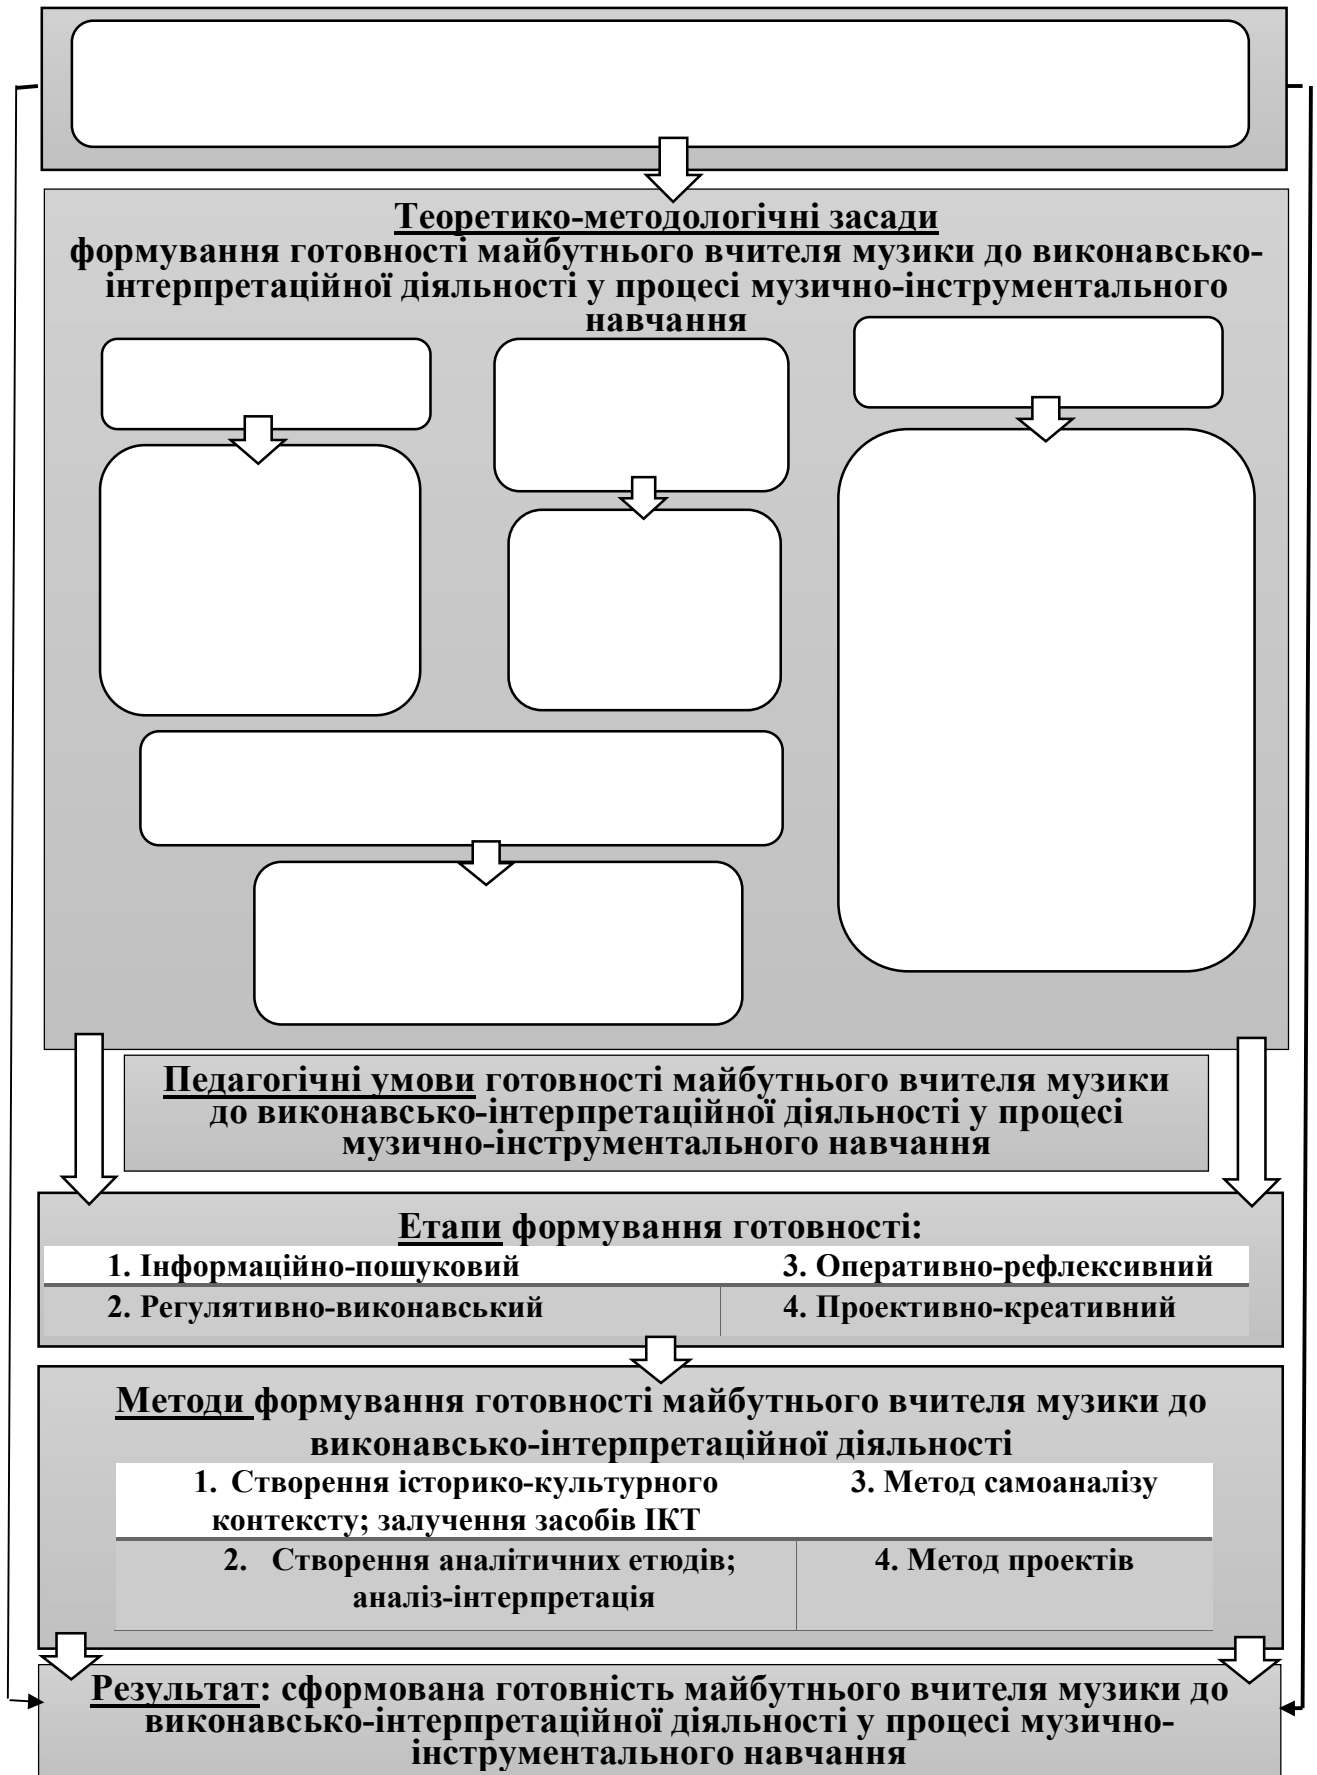 Теоретико-методологічні засади
формування готовності майбутнього вчителя музики до виконавсько-
інтерпретаційної діяльності у процесі музично-інструментального
навчання
Педагогічні умови готовності майбутнього вчителя музики
до виконавсько-інтерпретаційної діяльності у процесі
музично-інструментального навчання
Етапи формування готовності:
1. Інформаційно-пошуковий
3. Оперативно-рефлексивний
2. Регулятивно-виконавський
4. Проективно-креативний
Методи формування готовності майбутнього вчителя музики до
виконавсько-інтерпретаційної діяльності
1. Створення історико-культурного
контексту; залучення засобів ІКТ
3. Метод самоаналізу
2. Створення аналітичних етюдів;
аналіз-інтерпретація
4. Метод проектів
Результат: сформована готовність майбутнього вчителя музики до
виконавсько-інтерпретаційної діяльності у процесі музично-
інструментального навчання